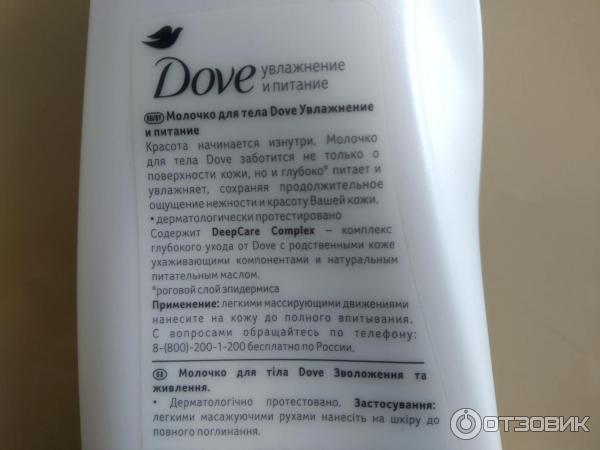 Dove увлажнение
и питание
RU/BY Молочко для тела Dove Увлажнение
и питание
Красота начинается изнутри. Молочко
для тела Dove заботится не только о
поверхности кожи, но и глубоко* питает и
увлажняет, сохраняя продолжительное
ощущение нежности и красоту Вашей кожи.
• дерматологически протестировано
Содержит DeepCare Complex – комплекс
глубокого ухода от Dove с родственными коже
ухаживающими компонентами и натуральным
питательным маслом.
*роговой слой эпидермиса
Применение: легкими массирующими движениями
нанесите на кожу до полного впитывания.
С вопросами обращайтесь по телефону:
8-(800)-200-1-200 бесплатно по России.
UA Молочко для тіла Dove Зволоження та
живлення.
• Дерматологічно протестовано. Застосування:
легкими масажуючими рухами нанесіть на шкіру до
повного поглинання.
ОТЗОВИК